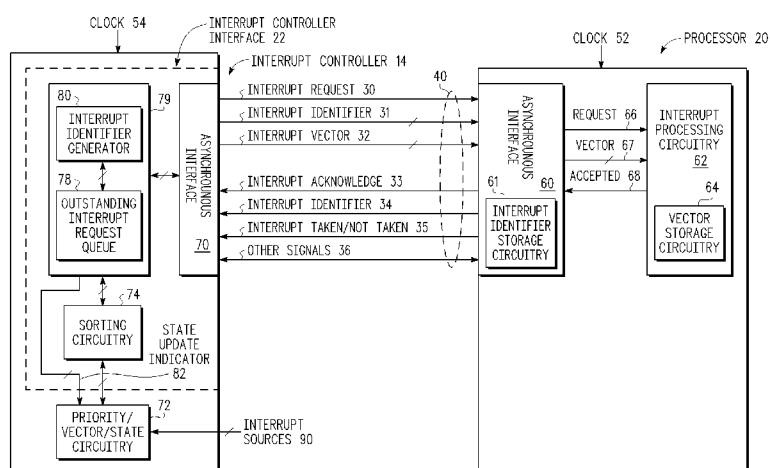 CLOCK 54
INTERRUPT CONTROLLER
INTERFACE 22
INTERRUPT CONTROLLER 14
CLOCK 52
PROCESSOR 20
80
79
INTERRUPT
IDENTIFIER
GENERATOR
78
OUTSTANDING
INTERRUPT
REQUEST
QUEUE
ASYNCHROUNOUS
INTERFACE
70
40
INTERRUPT REQUEST 30
INTERRUPT IDENTIFIER 31
INTERRUPT VECTOR 32
INTERRUPT ACKNOWLEDGE 33
INTERRUPT IDENTIFIER 34
INTERRUPT TAKEN/NOT TAKEN 35
OTHER SIGNALS 36
ASYNCHROUNOUS
INTERFACE
60
61
INTERRUPT
IDENTIFIER
STORAGE
CIRCUITRY
REQUEST 66
VECTOR 67
ACCEPTED 68
INTERRUPT
PROCESSING
CIRCUITRY
62
64
VECTOR
STORAGE
CIRCUITRY
74
SORTING
CIRCUITRY
STATE
UPDATE
INDICATOR
82
72
PRIORITY/
VECTOR/STATE
CIRCUITRY
INTERRUPT
SOURCES 90